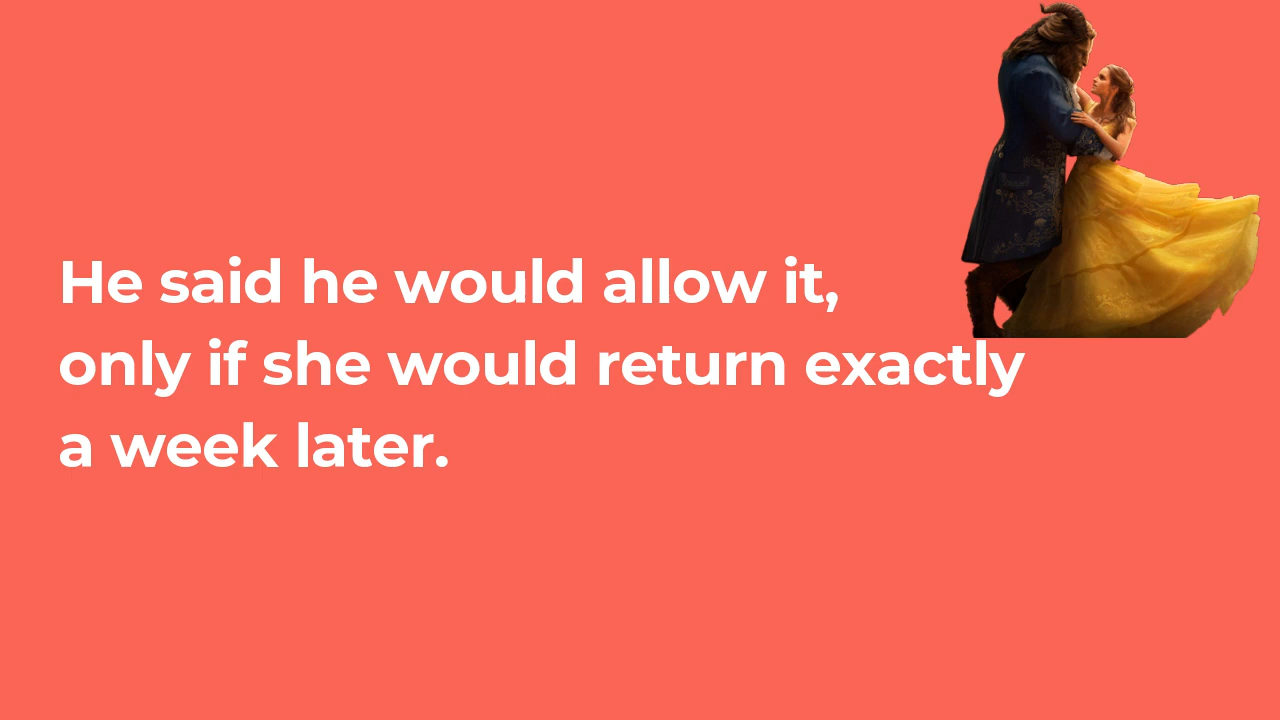 He said he would allow it,
only if she would return exactly
a week later.